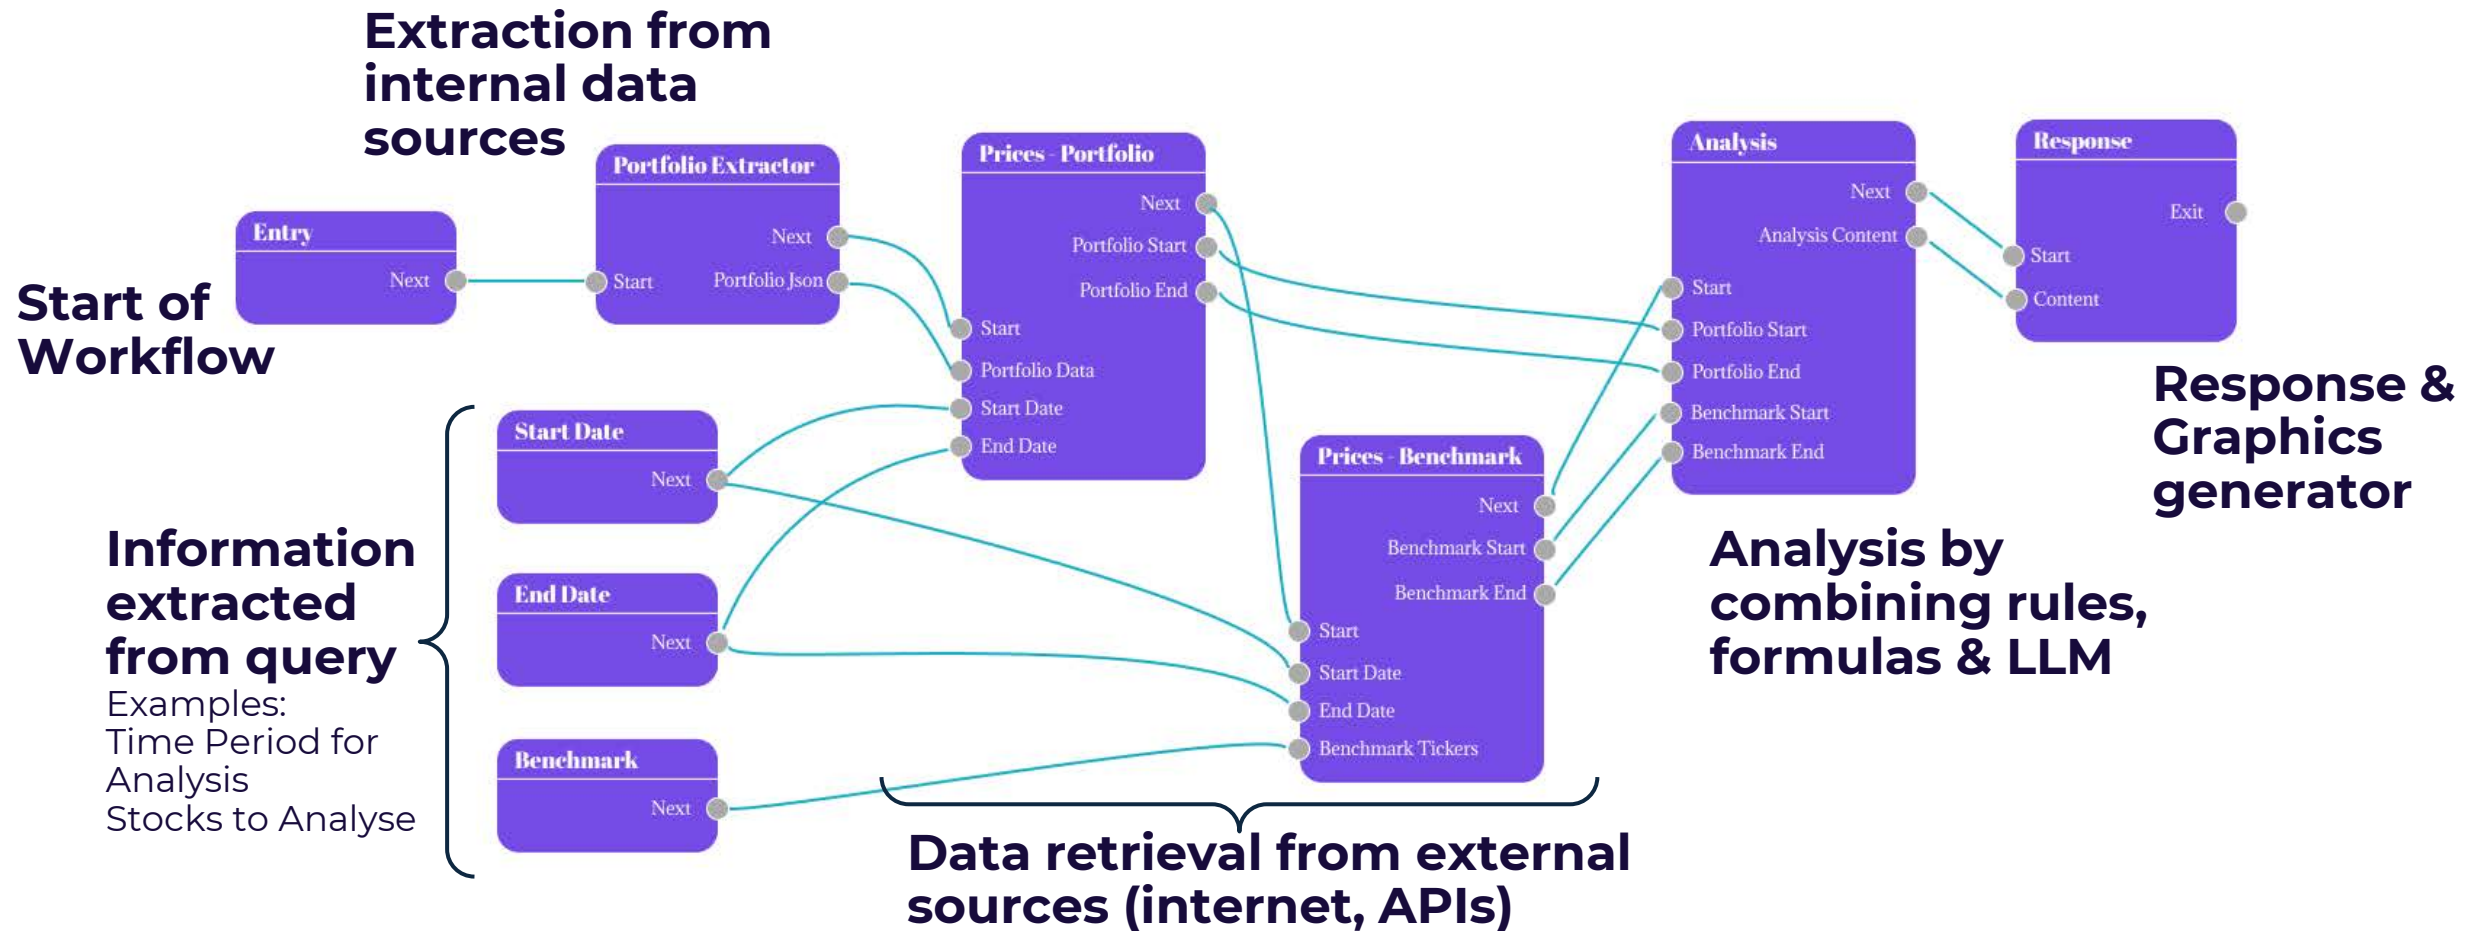 Extraction from
internal data
sources
Start of
Workflow
Entry
Next
Portfolio Extractor
Next
Start
Portfolio Json
Prices - Portfolio
Next
Portfolio Start
Portfolio End
Start
Portfolio Data
Start Date
End Date
Analysis
Next
Analysis Content
Start
Portfolio Start
Portfolio End
Benchmark Start
Benchmark End
Response
Exit
Start
Content
Response &
Graphics
generator
Information
extracted
from query
Examples:
Time Period for
Analysis
Stocks to Analyse
Start Date
Next
End Date
Next
Benchmark
Next
Prices - Benchmark
Next
Benchmark Start
Benchmark End
Start
Start Date
End Date
Benchmark Tickers
Analysis by
combining rules,
formulas & LLM
Data retrieval from external
sources (internet, APIs)